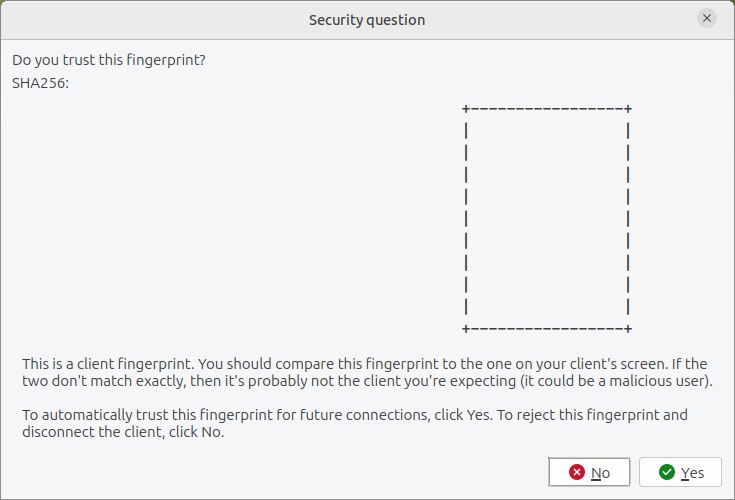 Security question
Do you trust this fingerprint?
SHA256:
+-----------------+
|                 |
|                 |
|                 |
|                 |
|                 |
|                 |
|                 |
|                 |
|                 |
+-----------------+
This is a client fingerprint. You should compare this fingerprint to the one on your client's screen. If the
two don't match exactly, then it's probably not the client you're expecting (it could be a malicious user).
To automatically trust this fingerprint for future connections, click Yes. To reject this fingerprint and
disconnect the client, click No.
No
Yes